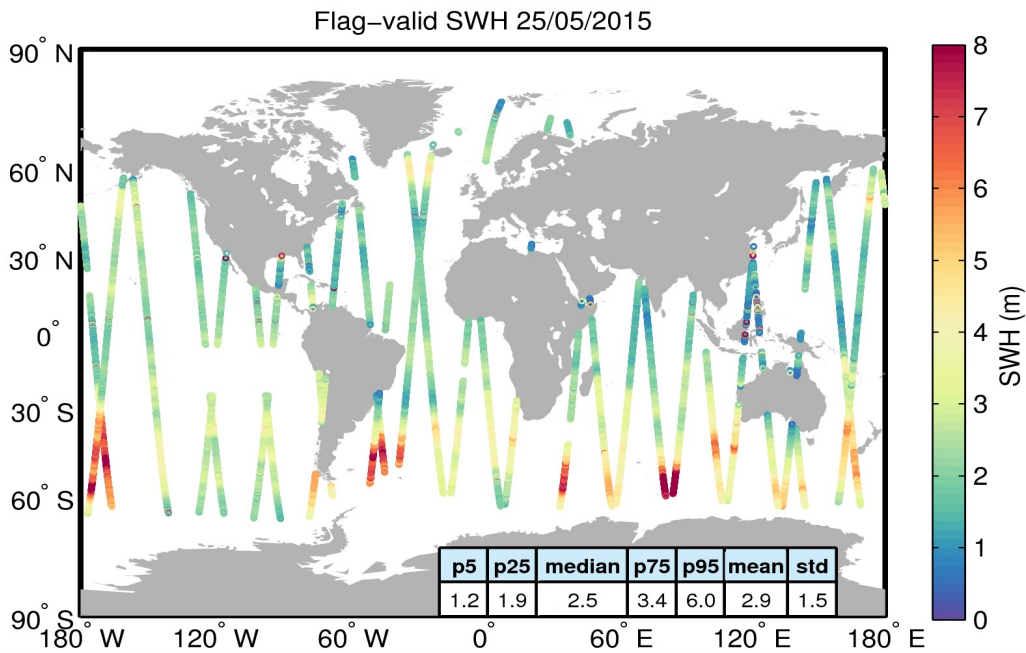 Flag−valid SWH 25/05/2015
90° N
60° N
30° N
0°
30° S
60° S
90° S
180° W
120° W
60° W
0°
60° E
120° E
180° E
p5 p25 median p75 p95 mean std
1.2 1.9 2.5 3.4 6.0 2.9 1.5
8
7
6
5
4
3
2
1
0
SWH (m)